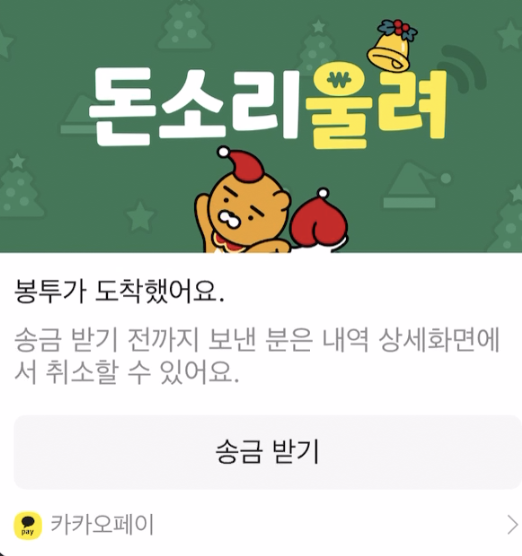 돈소리울려
봉투가 도착했어요.
송금 받기 전까지 보낸 분은 내역 상세화면에
서 취소할 수 있어요.
송금 받기
pay 카카오페이